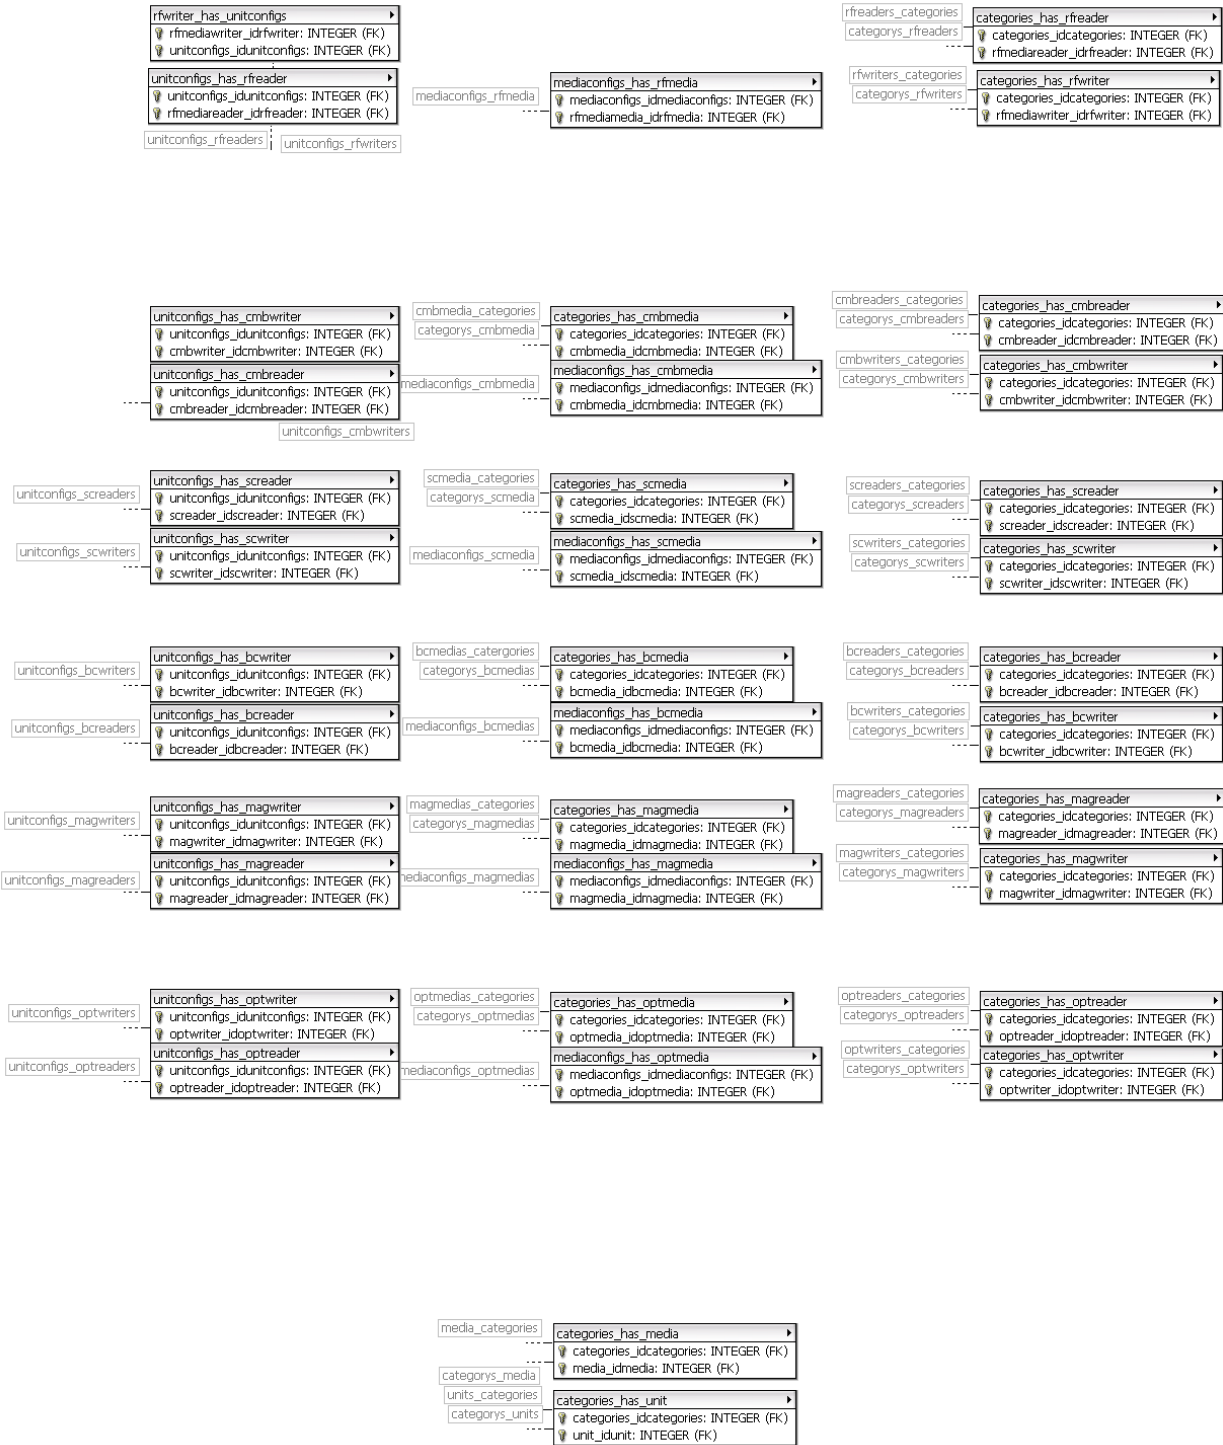 rfwriter_has_unitconfigs
rfmediawriter_idrfwriter: INTEGER (FK)
unitconfigs_idunitconfigs: INTEGER (FK)
unitconfigs_has_rfreader
unitconfigs_idunitconfigs: INTEGER (FK)
rfmediareader_idrfreader: INTEGER (FK)
unitconfigs_rfreaders
unitconfigs_rfwriters
mediaconfigs_rfmedia
mediaconfigs_has_rfmedia
mediaconfigs_idmediaconfigs: INTEGER (FK)
rfmediamedia_idrfmedia: INTEGER (FK)
rfreaders_categories
categorys_rfreaders
categories_has_rfreader
categories_idcategories: INTEGER (FK)
rfmediareader_idrfreader: INTEGER (FK)
rfwriters_categories
categorys_rfwriters
categories_has_rfwriter
categories_idcategories: INTEGER (FK)
rfmediawriter_idrfwriter: INTEGER (FK)
unitconfigs_has_cmbwriter
unitconfigs_idunitconfigs: INTEGER (FK)
cmbwriter_idcmbwriter: INTEGER (FK)
unitconfigs_has_cmbreader
unitconfigs_idunitconfigs: INTEGER (FK)
cmbreader_idcmbreader: INTEGER (FK)
unitconfigs_cmbwriters
cmbmedia_categories
categorys_cmbmedia
categories_has_cmbmedia
categories_idcategories: INTEGER (FK)
cmbmedia_idcmbmedia: INTEGER (FK)
mediaconfigs_cmbmedia
mediaconfigs_has_cmbmedia
mediaconfigs_idmediaconfigs: INTEGER (FK)
cmbmedia_idcmbmedia: INTEGER (FK)
cmbreaders_categories
categorys_cmbreaders
categories_has_cmbreader
categories_idcategories: INTEGER (FK)
cmbreader_idcmbreader: INTEGER (FK)
cmbwriters_categories
categorys_cmbwriters
categories_has_cmbwriter
categories_idcategories: INTEGER (FK)
cmbwriter_idcmbwriter: INTEGER (FK)
unitconfigs_screaders
unitconfigs_has_screader
unitconfigs_idunitconfigs: INTEGER (FK)
screader_idscreader: INTEGER (FK)
unitconfigs_scwriters
unitconfigs_has_scwriter
unitconfigs_idunitconfigs: INTEGER (FK)
scwriter_idscwriter: INTEGER (FK)
scmedia_categories
categorys_scmedia
categories_has_scmedia
categories_idcategories: INTEGER (FK)
scmedia_idscmedia: INTEGER (FK)
mediaconfigs_scmedia
mediaconfigs_has_scmedia
mediaconfigs_idmediaconfigs: INTEGER (FK)
scmedia_idscmedia: INTEGER (FK)
screaders_categories
categorys_screaders
categories_has_screader
categories_idcategories: INTEGER (FK)
screader_idscreader: INTEGER (FK)
scwriters_categories
categorys_scwriters
categories_has_scwriter
categories_idcategories: INTEGER (FK)
scwriter_idscwriter: INTEGER (FK)
unitconfigs_bcwriters
unitconfigs_has_bcwriter
unitconfigs_idunitconfigs: INTEGER (FK)
bcwriter_idbcwriter: INTEGER (FK)
unitconfigs_bcreaders
unitconfigs_has_bcreader
unitconfigs_idunitconfigs: INTEGER (FK)
bcreader_idbcreader: INTEGER (FK)
bcmedias_catergories
categorys_bcmedias
categories_has_bcmedia
categories_idcategories: INTEGER (FK)
bcmedia_idbcmedia: INTEGER (FK)
mediaconfigs_bcmedias
mediaconfigs_has_bcmedia
mediaconfigs_idmediaconfigs: INTEGER (FK)
bcmedia_idbcmedia: INTEGER (FK)
bcreaders_categories
categorys_bcreaders
categories_has_bcreader
categories_idcategories: INTEGER (FK)
bcreader_idbcreader: INTEGER (FK)
bcwriters_categories
categorys_bcwriters
categories_has_bcwriter
categories_idcategories: INTEGER (FK)
bcwriter_idbcwriter: INTEGER (FK)
unitconfigs_magwriters
unitconfigs_has_magwriter
unitconfigs_idunitconfigs: INTEGER (FK)
magwriter_idmagwriter: INTEGER (FK)
unitconfigs_magreaders
unitconfigs_has_magreader
unitconfigs_idunitconfigs: INTEGER (FK)
magreader_idmagreader: INTEGER (FK)
magmedias_categories
categorys_magmedias
categories_has_magmedia
categories_idcategories: INTEGER (FK)
magmedia_idmagmedia: INTEGER (FK)
mediaconfigs_magmedias
mediaconfigs_has_magmedia
mediaconfigs_idmediaconfigs: INTEGER (FK)
magmedia_idmagmedia: INTEGER (FK)
magreaders_categories
categorys_magreaders
categories_has_magreader
categories_idcategories: INTEGER (FK)
magreader_idmagreader: INTEGER (FK)
magwriters_categories
categorys_magwriters
categories_has_magwriter
categories_idcategories: INTEGER (FK)
magwriter_idmagwriter: INTEGER (FK)
unitconfigs_optwriters
unitconfigs_has_optwriter
unitconfigs_idunitconfigs: INTEGER (FK)
optwriter_idoptwriter: INTEGER (FK)
unitconfigs_optreaders
unitconfigs_has_optreader
unitconfigs_idunitconfigs: INTEGER (FK)
optreader_idoptreader: INTEGER (FK)
optmedias_categories
categorys_optmedias
categories_has_optmedia
categories_idcategories: INTEGER (FK)
optmedia_idoptmedia: INTEGER (FK)
mediaconfigs_optmedias
mediaconfigs_has_optmedia
mediaconfigs_idmediaconfigs: INTEGER (FK)
optmedia_idoptmedia: INTEGER (FK)
optreaders_categories
categorys_optreaders
categories_has_optreader
categories_idcategories: INTEGER (FK)
optreader_idoptreader: INTEGER (FK)
optwriters_categories
categorys_optwriters
categories_has_optwriter
categories_idcategories: INTEGER (FK)
optwriter_idoptwriter: INTEGER (FK)
media_categories
categories_has_media
categories_idcategories: INTEGER (FK)
media_idmedia: INTEGER (FK)
categorys_media
units_categories
categorys_units
categories_has_unit
categories_idcategories: INTEGER (FK)
unit_idunit: INTEGER (FK)